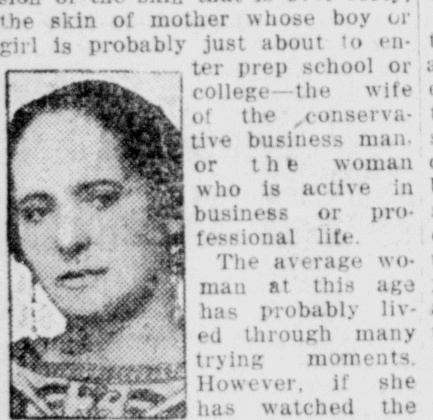 the skin of mother whose boy or
girl is probably just about to en-
ter prep school or
college—the wife
of the conserva-
tive business man,
or the woman
who is active in
business or pro-
fessional life.
The average wo-
man at this age
has probably liv-
ed through many
trying moments.
However, if she
has watched the